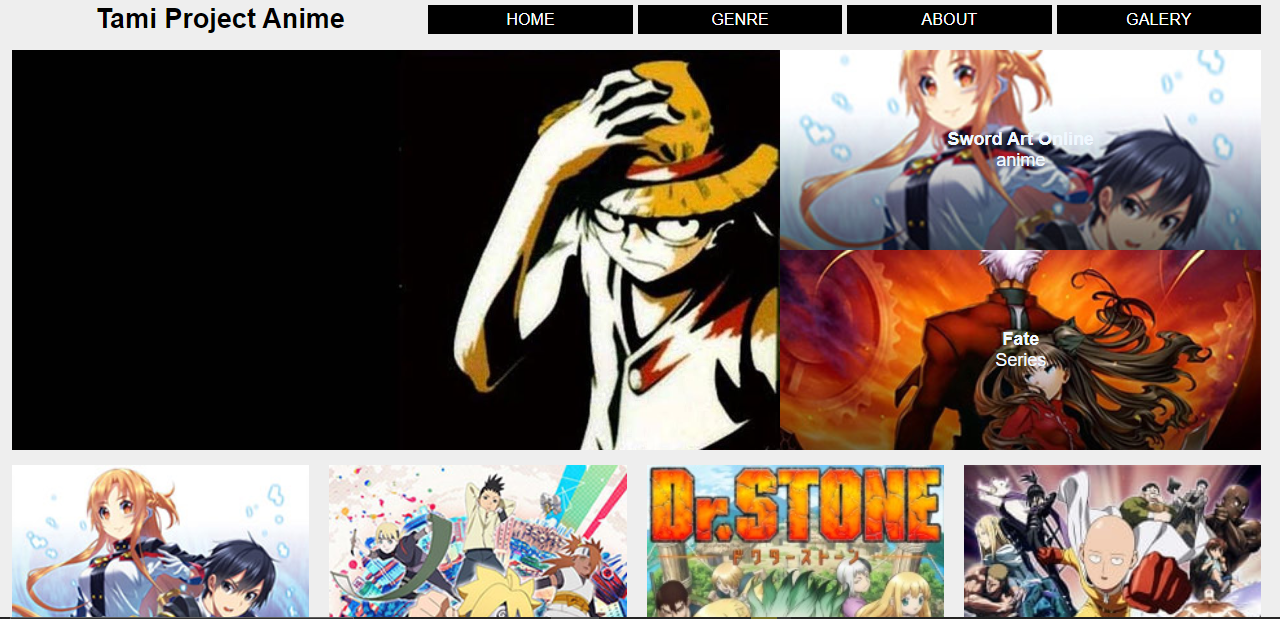 Tami Project Anime
HOME
GENRE
ABOUT
GALERY
Sword Art Online
anime
Fate
Series
Dr.STONE
ドクターストーン